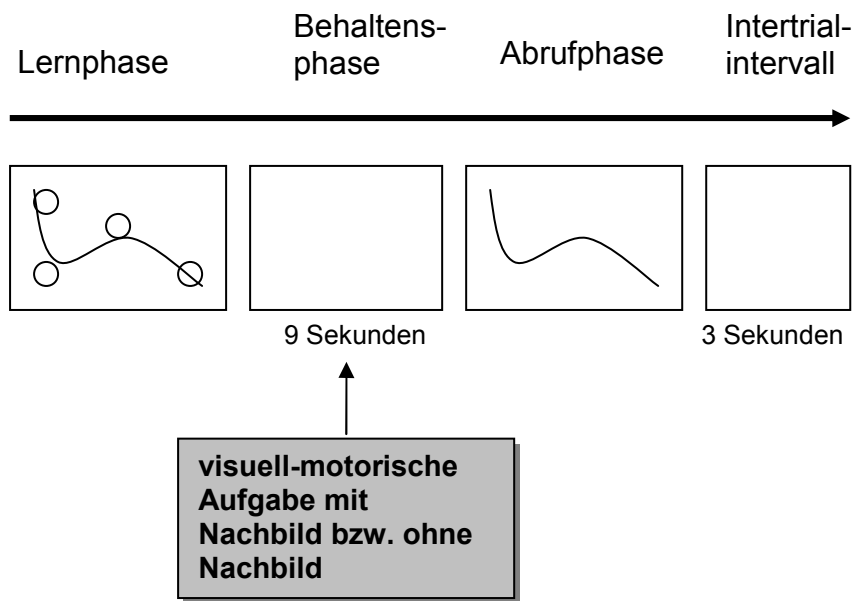 Lernphase
Behaltens-
phase
Abrufphase
Intertrial-
intervall
9 Sekunden
3 Sekunden
visuell-motorische
Aufgabe mit
Nachbild bzw. ohne
Nachbild